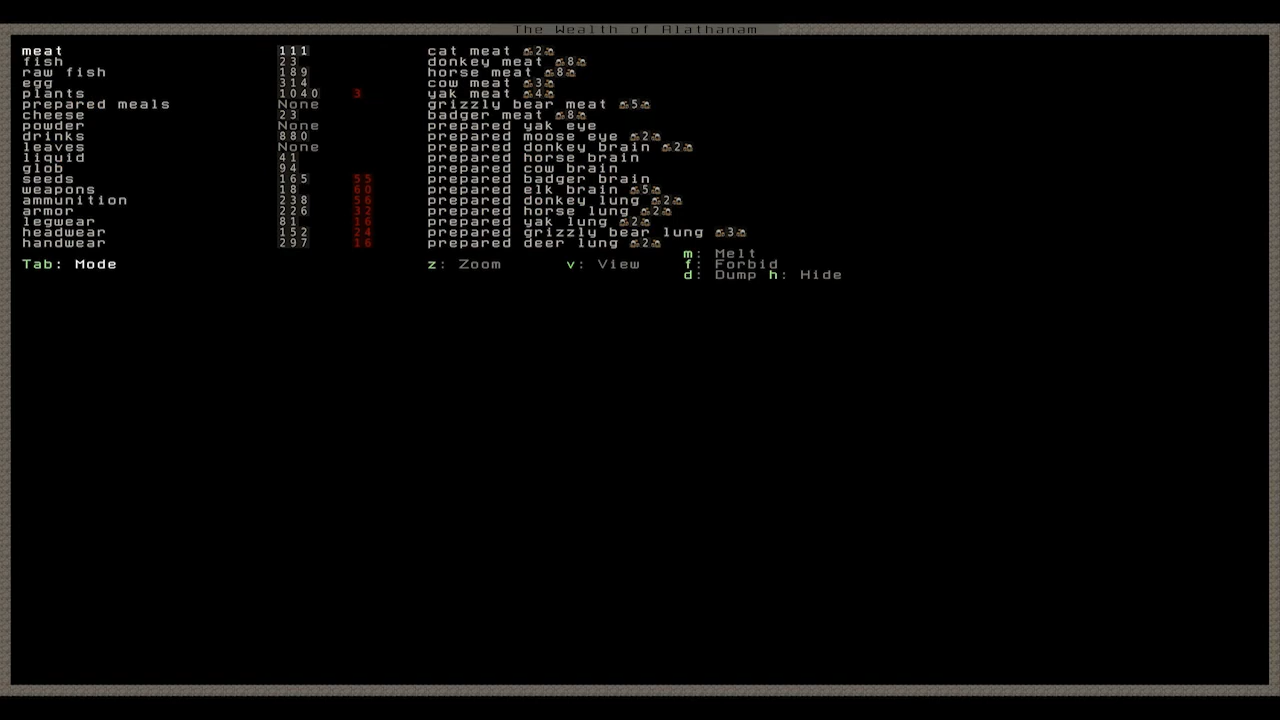 The Wealth of Alathanam
meat 111 cat meat 2
fish 23 donkey meat 8
raw fish 189 horse meat 8
egg 314 cow meat 3
plants 1040 3 yak meat 4
prepared meals None grizzly bear meat 5
cheese 23 badger meat 8
powder None prepared yak eye
drinks 880 prepared moose eye 2
leaves None prepared donkey brain 2
liquid 41 prepared horse brain
glob 94 prepared cow brain
seeds 165 55 prepared badger brain
weapons 18 60 prepared elk brain 5
ammunition 238 56 prepared donkey lung 2
armor 226 32 prepared horse lung 2
legwear 81 16 prepared yak lung 2
headwear 152 24 prepared grizzly bear lung 3
handwear 297 16 prepared deer lung 2
m: Melt
Tab: Mode z: Zoom v: View f: Forbid
d: Dump h: Hide